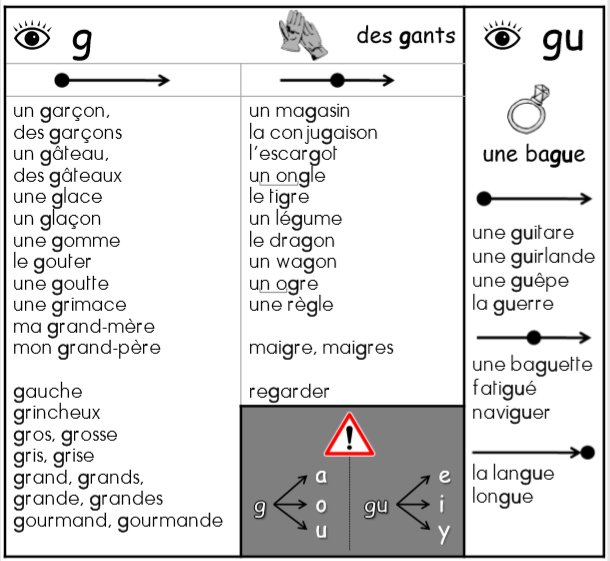 g
des gants
un garçon,
des garçons
un gâteau,
des gâteaux
une glace
un glaçon
une gomme
le gouter
une goutte
une grimace
ma grand-mère
mon grand-père
gauche
grincheux
gros, grosse
gris, grise
grand, grands,
grande, grandes
gourmand, gourmande
un magasin
la conjugaison
l'escargot
un ongle
le tigre
un légume
le dragon
un wagon
un ogre
une règle
maigre, maigres
regarder
!
g
a
o
u
gu
e
i
y
gu
une bague
une guitare
une guirlande
une guêpe
la guerre
une baguette
fatigué
naviguer
la langue
longue